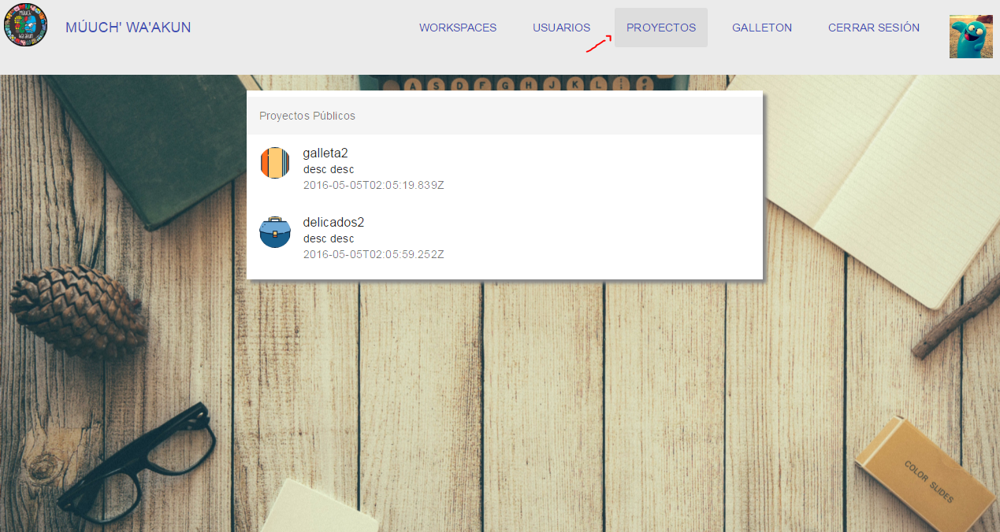 MÚUCH' WA'AKUN
WORKSPACES
USUARIOS
PROYECTOS
GALLETON
CERRAR SESIÓN
A S D F G H J K L
Proyectos Públicos
galleta2
desc desc
2016-05-05T02:05:19.839Z
delicados2
desc desc
2016-05-05T02:05:59.252Z
COLOR SLIDES